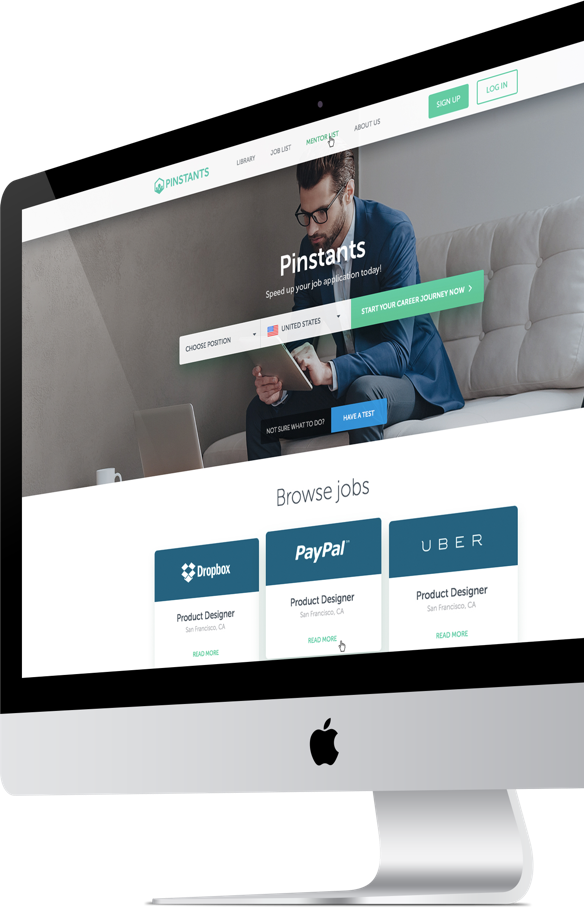 PINSTANTS
LIBRARY
JOB LIST
MENTOR LIST
ABOUT US
SIGN UP
LOG IN
Pinstants
Speed up your job application today!
CHOOSE POSITION
UNITED STATES
START YOUR CAREER JOURNEY NOW
NOT SURE WHAT TO DO?
HAVE A TEST
Browse jobs
Dropbox
Product Designer
San Francisco, CA
READ MORE
PayPal™
Product Designer
San Francisco, CA
READ MORE
UBER
Product Designer
San Francisco, CA
READ MORE